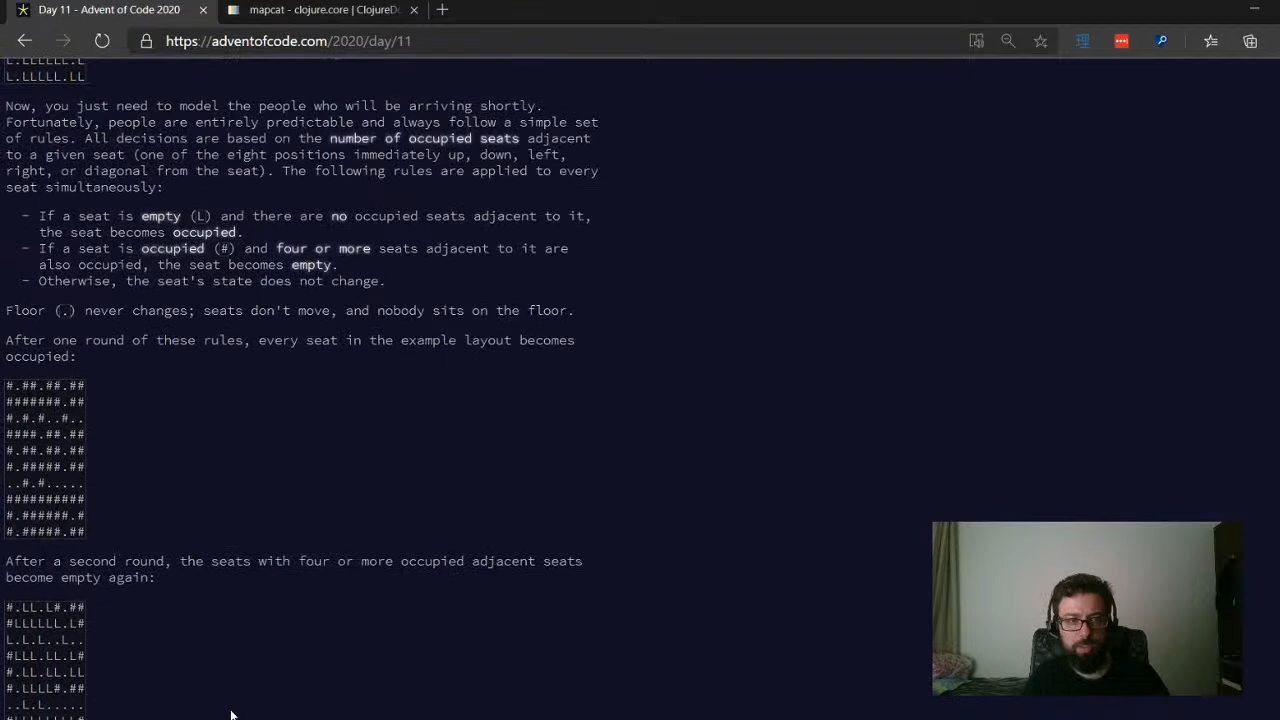 Day 11 - Advent of Code 2020
mapcat - clojure.core | ClojureDo
https://adventofcode.com/2020/day/11
L.LLLLLL.L
L.LLLLL.LL
Now, you just need to model the people who will be arriving shortly.
Fortunately, people are entirely predictable and always follow a simple set
of rules. All decisions are based on the number of occupied seats adjacent
to a given seat (one of the eight positions immediately up, down, left,
right, or diagonal from the seat). The following rules are applied to every
seat simultaneously:
- If a seat is empty (L) and there are no occupied seats adjacent to it,
the seat becomes occupied.
- If a seat is occupied (#) and four or more seats adjacent to it are
also occupied, the seat becomes empty.
- Otherwise, the seat's state does not change.
Floor (.) never changes; seats don't move, and nobody sits on the floor.
After one round of these rules, every seat in the example layout becomes
occupied:
#.##.##.##
#######.##
#.#.#..#..
####.##.##
#.##.##.##
#.#####.##
..#.#.....
##########
#.######.#
#.#####.##
After a second round, the seats with four or more occupied adjacent seats
become empty again:
#.LL.L#.##
#LLLLLL.L#
L.L.L..L..
#LLL.LL.L#
#.LL.LL.LL
#.LLLL#.##
..L.L.....
#LLLLLLLL#